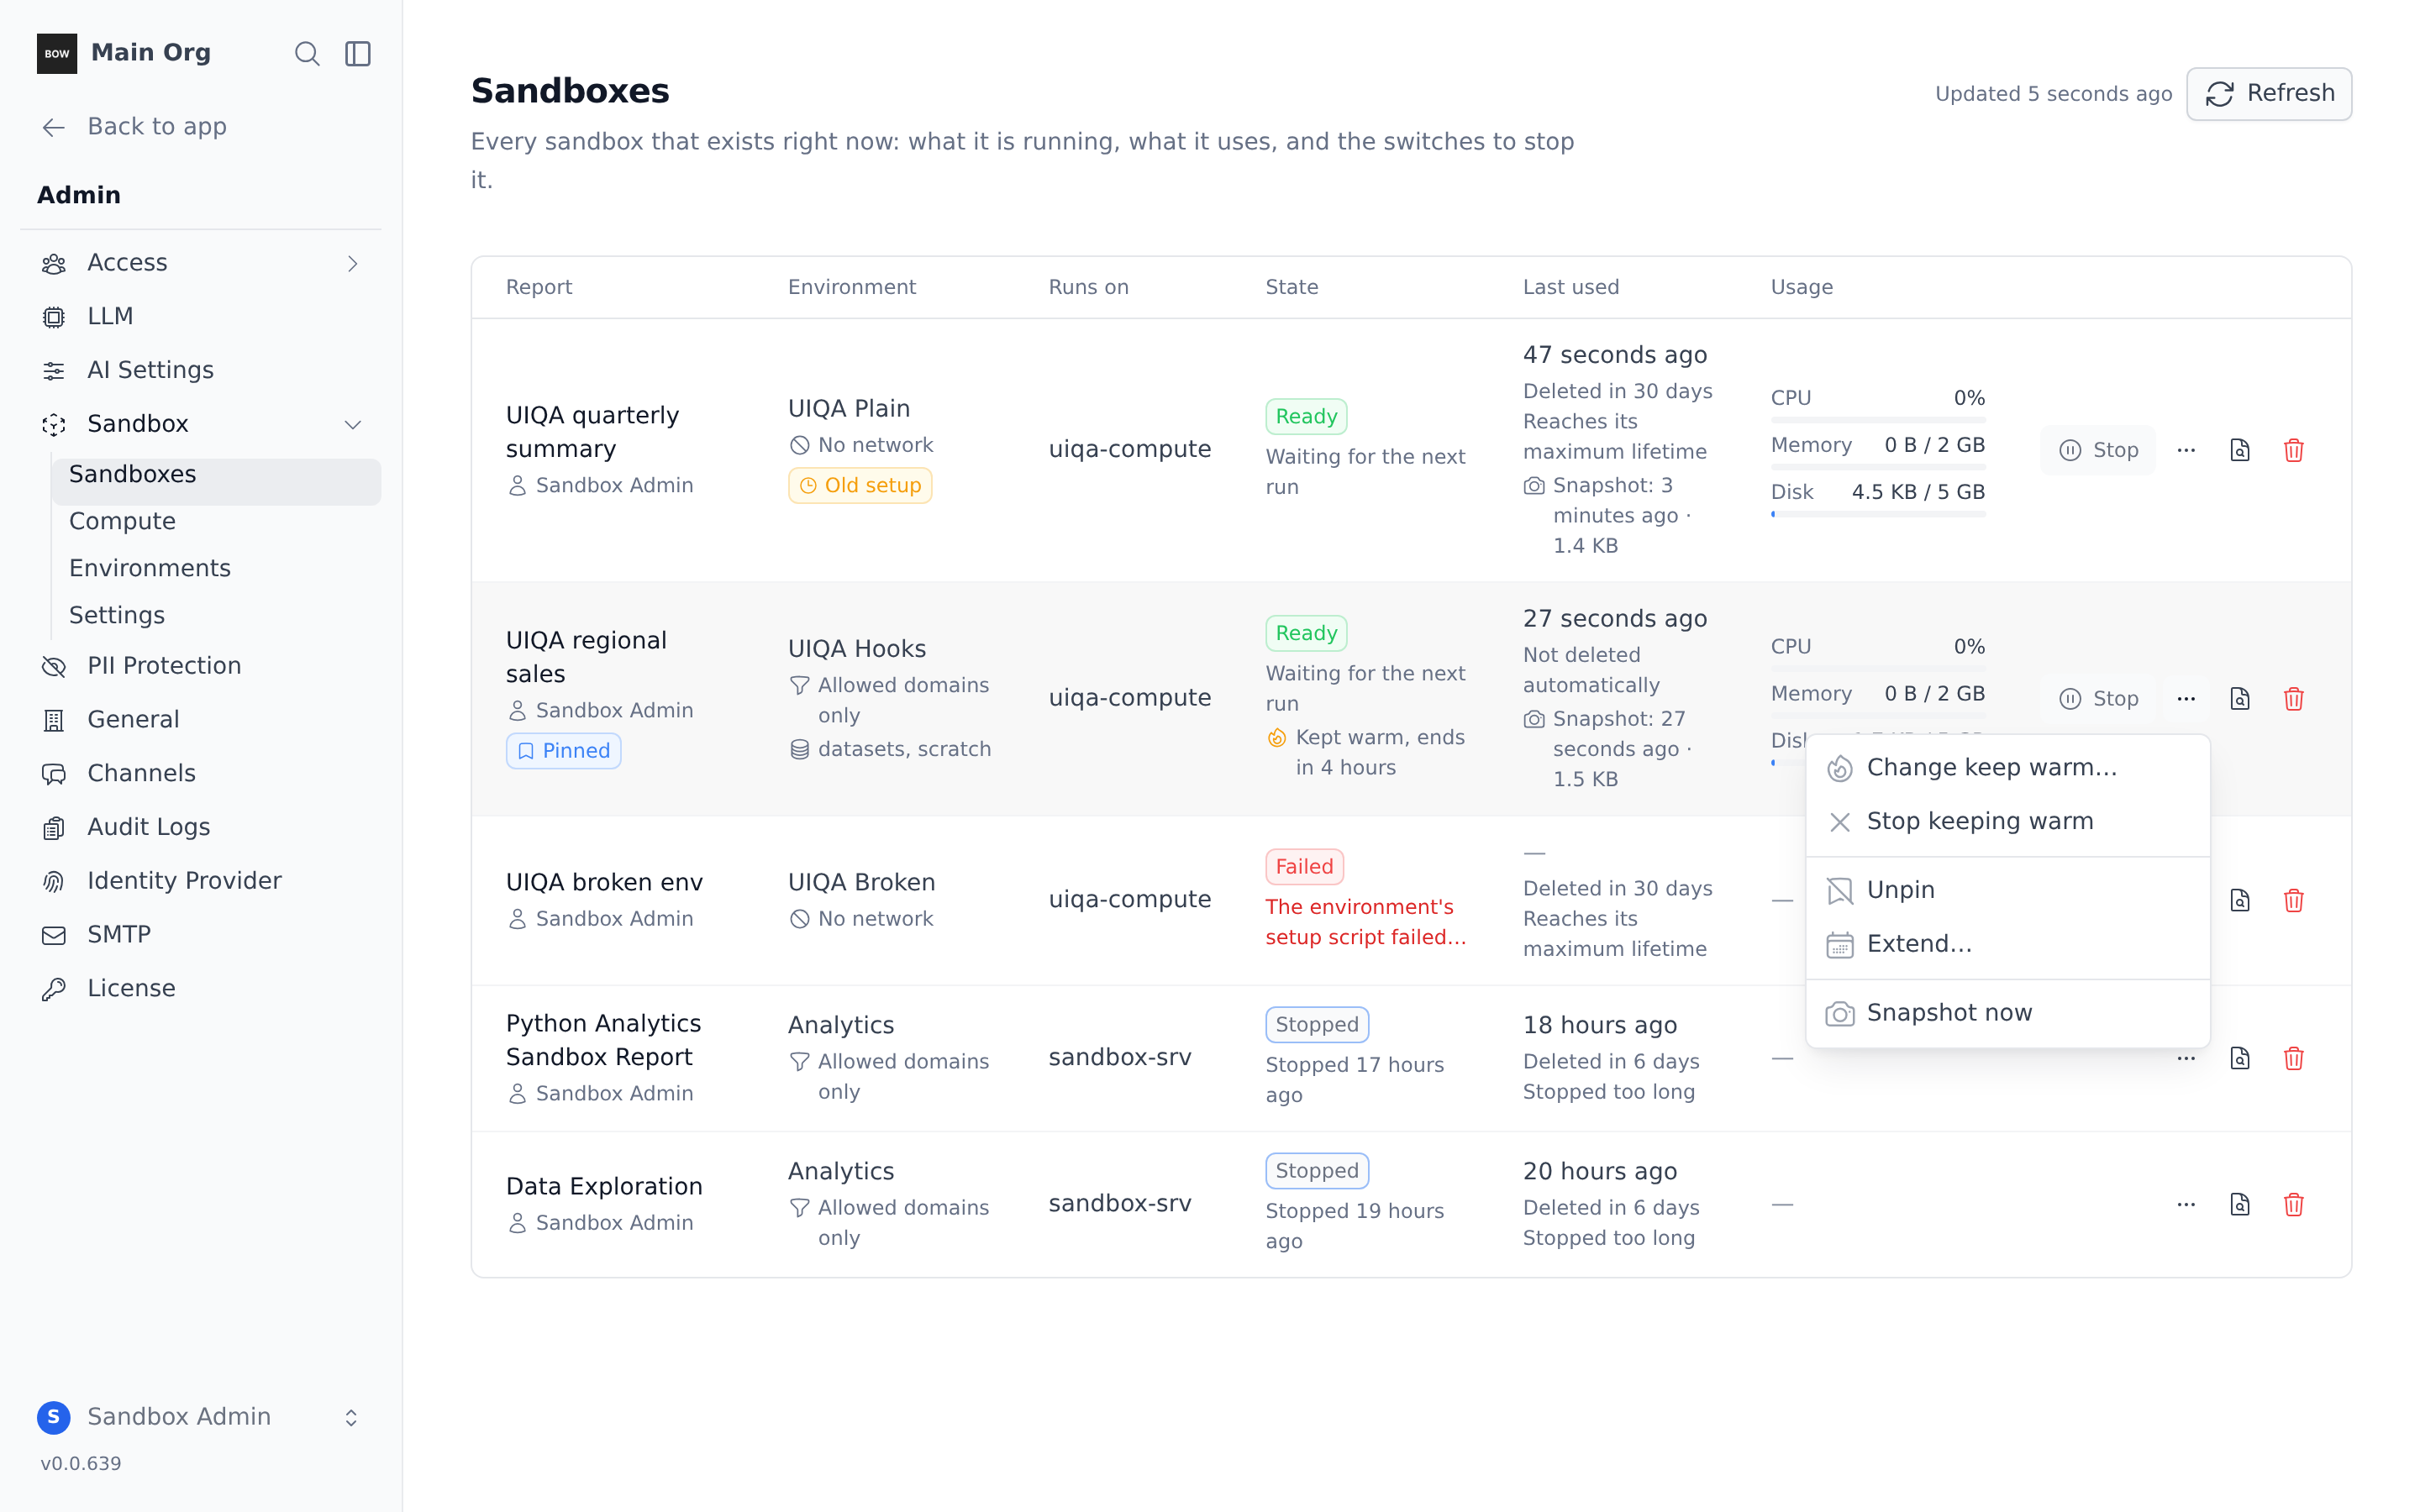 BOW
Main Org
Back to app
Admin
Access
LLM
AI Settings
Sandbox
Sandboxes
Compute
Environments
Settings
PII Protection
General
Channels
Audit Logs
Identity Provider
SMTP
License
S
Sandbox Admin
v0.0.639
Sandboxes
Updated 5 seconds ago
Refresh
Every sandbox that exists right now: what it is running, what it uses, and the switches to stop
it.
Report
Environment
Runs on
State
Last used
Usage
UIQA quarterly
summary
Sandbox Admin
UIQA Plain
No network
Old setup
uiqa-compute
Ready
Waiting for the next
run
47 seconds ago
Deleted in 30 days
Reaches its
maximum lifetime
Snapshot: 3
minutes ago ·
1.4 KB
CPU 0%
Memory 0 B / 2 GB
Disk 4.5 KB / 5 GB
Stop
UIQA regional
sales
Sandbox Admin
Pinned
UIQA Hooks
Allowed domains
only
datasets, scratch
uiqa-compute
Ready
Waiting for the next
run
Kept warm, ends
in 4 hours
27 seconds ago
Not deleted
automatically
Snapshot: 27
seconds ago ·
1.5 KB
CPU 0%
Memory 0 B / 2 GB
Stop
Change keep warm…
Stop keeping warm
Unpin
Extend…
Snapshot now
UIQA broken env
Sandbox Admin
UIQA Broken
No network
uiqa-compute
Failed
The environment's
setup script failed…
—
Deleted in 30 days
Reaches its
maximum lifetime
—
Python Analytics
Sandbox Report
Sandbox Admin
Analytics
Allowed domains
only
sandbox-srv
Stopped
Stopped 17 hours
ago
18 hours ago
Deleted in 6 days
Stopped too long
—
Data Exploration
Sandbox Admin
Analytics
Allowed domains
only
sandbox-srv
Stopped
Stopped 19 hours
ago
20 hours ago
Deleted in 6 days
Stopped too long
—